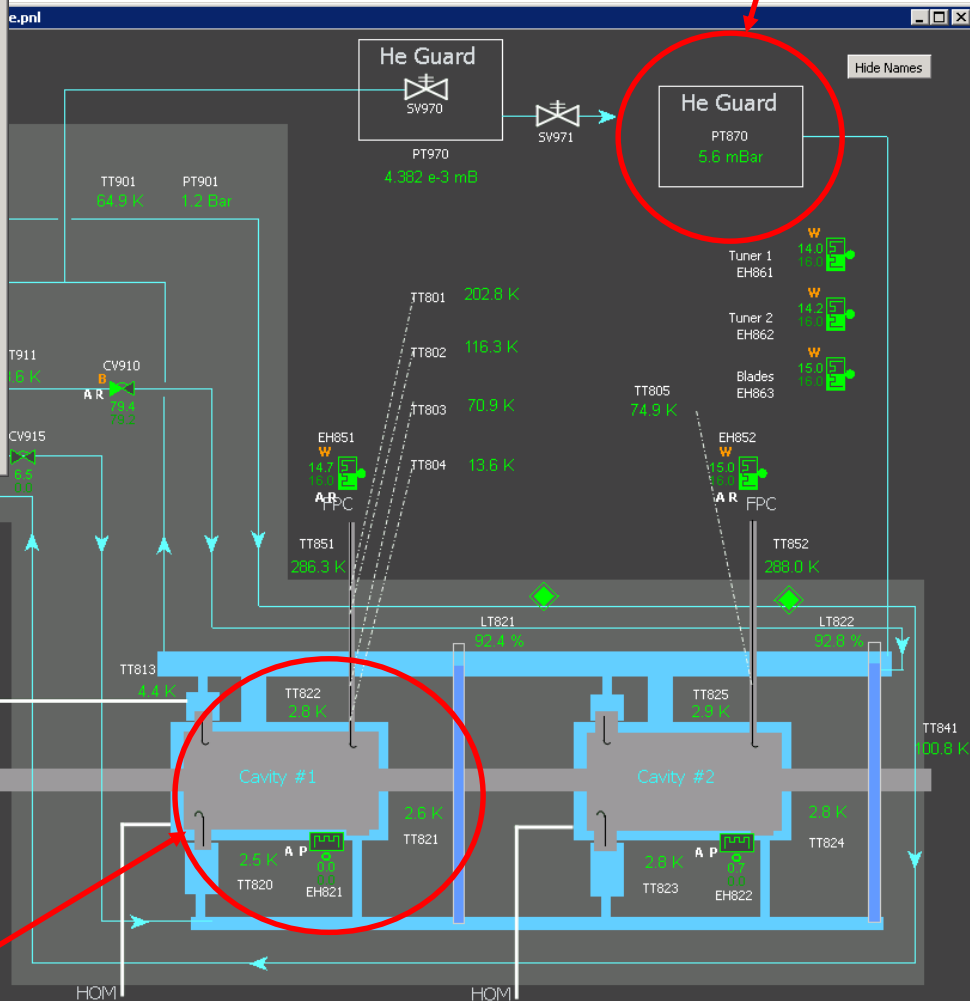 e.pnl
He Guard
SV970
Hide Names
He Guard
PT870
5.6 mBar
SV971
PT970
4.382 e-3 mB
TT901
PT901
64.9 K
1.2 Bar
W
14.0
16.0
Tuner 1
EH861
W
14.2
16.0
Tuner 2
EH862
W
15.0
16.0
Blades
EH863
TT801
202.8 K
TT802
116.3 K
TT803
70.9 K
TT804
13.6 K
TT805
74.9 K
T911
.6 K
CV910
B
A R
79.4
CV915
6.5
EH851
W
14.7
16.0
A R
FPC
EH852
W
15.0
16.0
A R
FPC
TT851
286.3 K
TT852
288.0 K
LT821
92.4 %
LT822
92.8 %
TT813
4.4 K
TT822
2.8 K
TT825
2.9 K
TT841
100.8 K
Cavity #1
Cavity #2
2.6 K
TT821
2.8 K
TT824
A P
0.0
EH821
2.5 K
TT820
A P
0.7
EH822
2.8 K
TT823
HOM
HOM